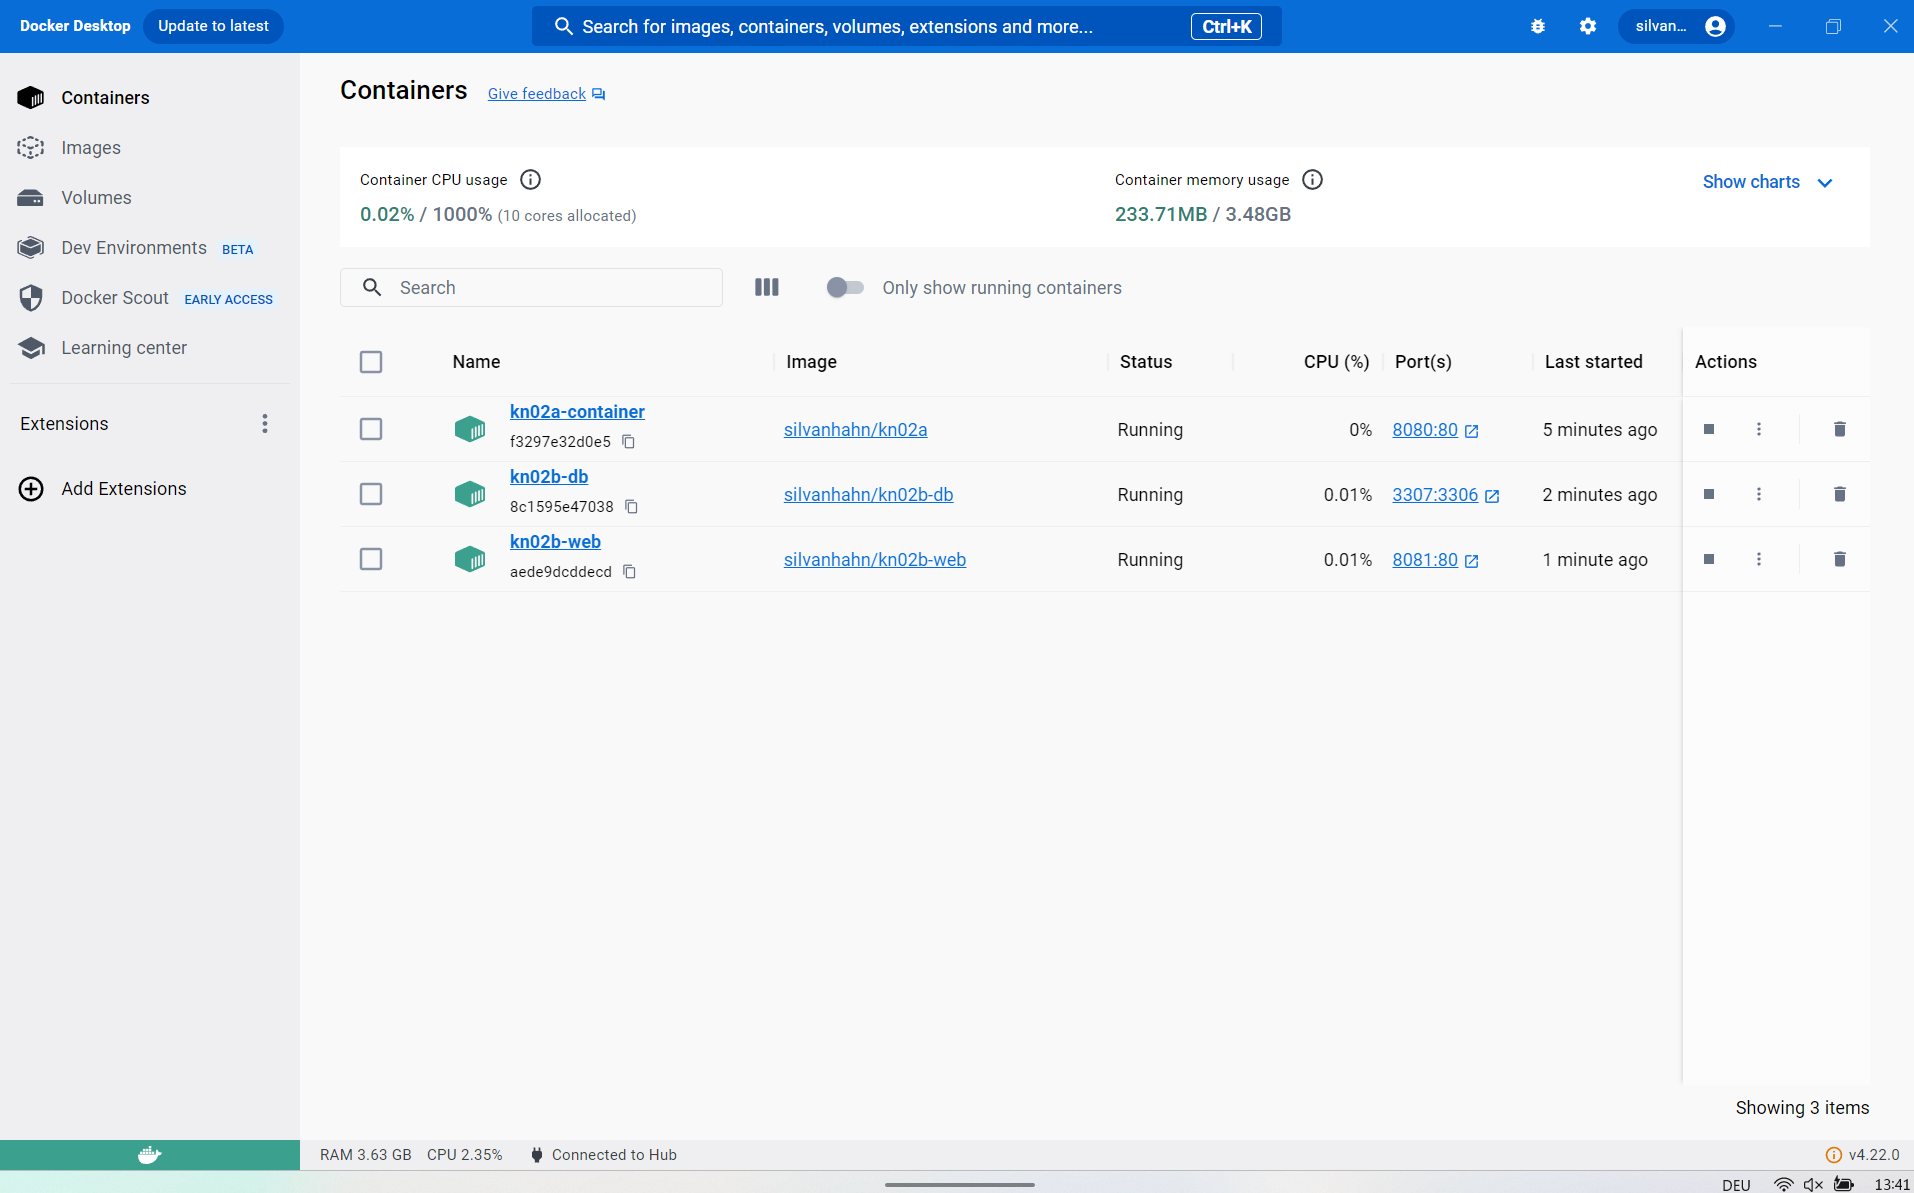 Docker Desktop Update to latest Search for images, containers, volumes, extensions and more... Ctrl+K silvan...
Containers
Images
Volumes
Dev Environments BETA
Docker Scout EARLY ACCESS
Learning center
Extensions
Add Extensions
Containers Give feedback
Container CPU usage
0.02% / 1000% (10 cores allocated)
Container memory usage
233.71MB / 3.48GB
Show charts
Search Only show running containers
Name Image Status CPU (%) Port(s) Last started Actions
kn02a-container
f3297e32d0e5
silvanhahn/kn02a Running 0% 8080:80 5 minutes ago
kn02b-db
8c1595e47038
silvanhahn/kn02b-db Running 0.01% 3307:3306 2 minutes ago
kn02b-web
aede9dcddecd
silvanhahn/kn02b-web Running 0.01% 8081:80 1 minute ago
Showing 3 items
RAM 3.63 GB CPU 2.35% Connected to Hub v4.22.0
DEU 13:41